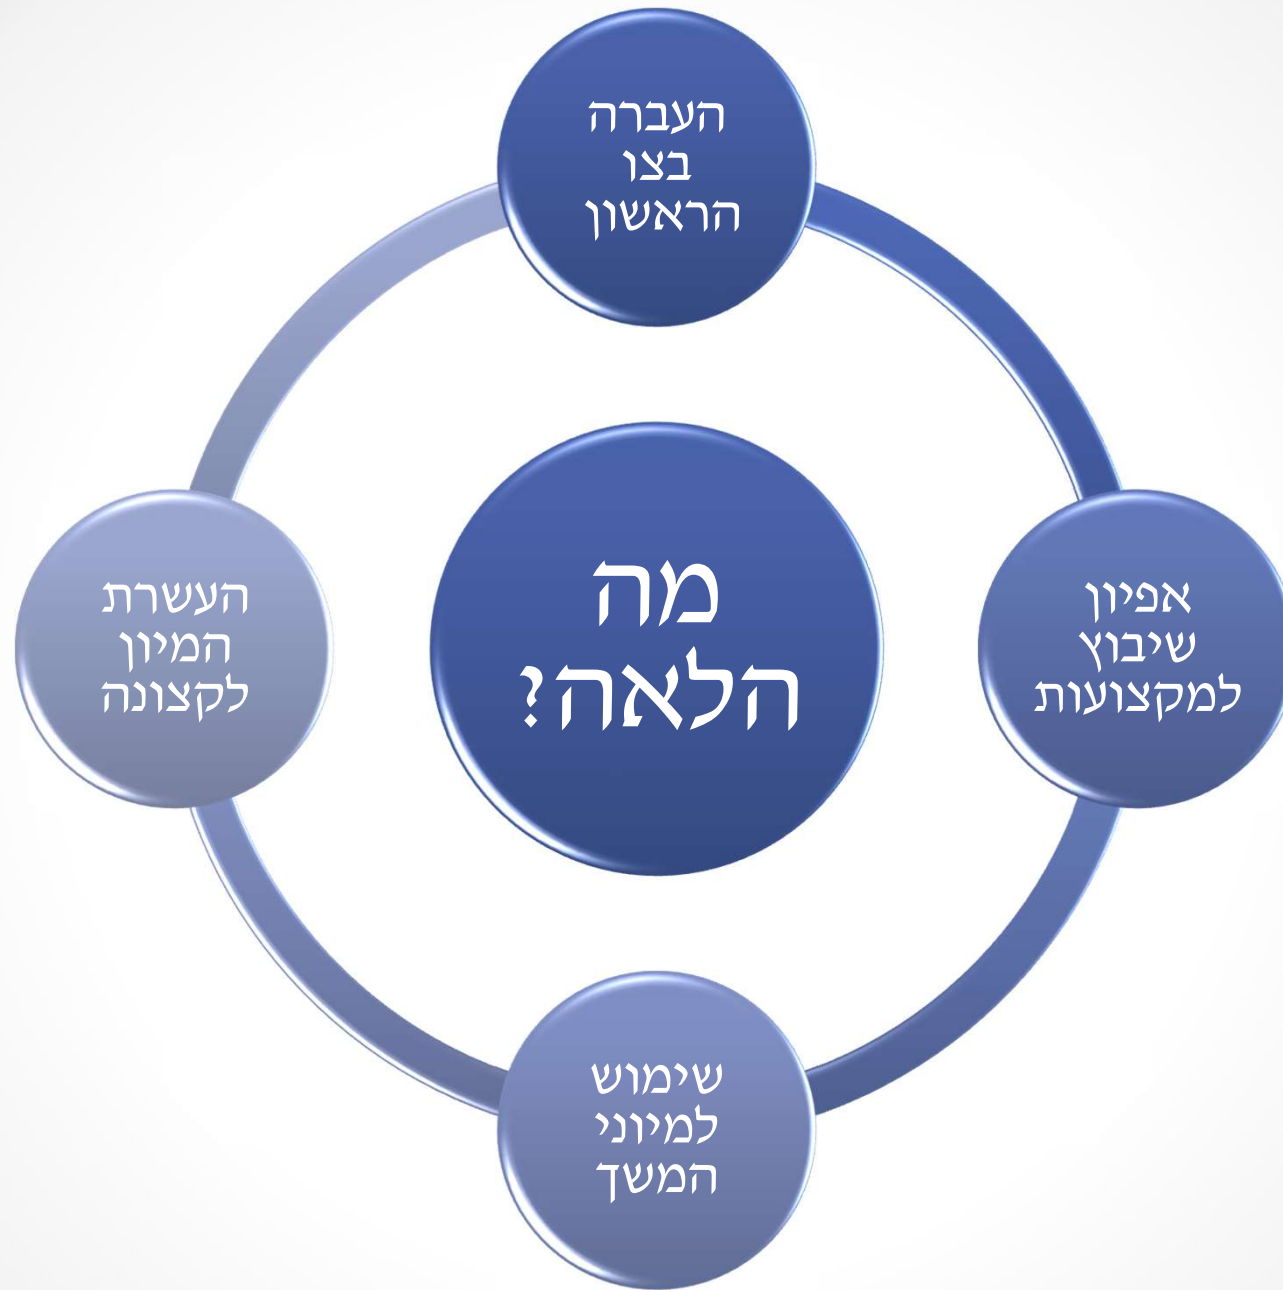 העברה
בצו
הראשון
מה
הלאה?
אפיון
שיבוץ
למקצועות
שימוש
למיוני
המשך
העשרת
המיון
לקצונה